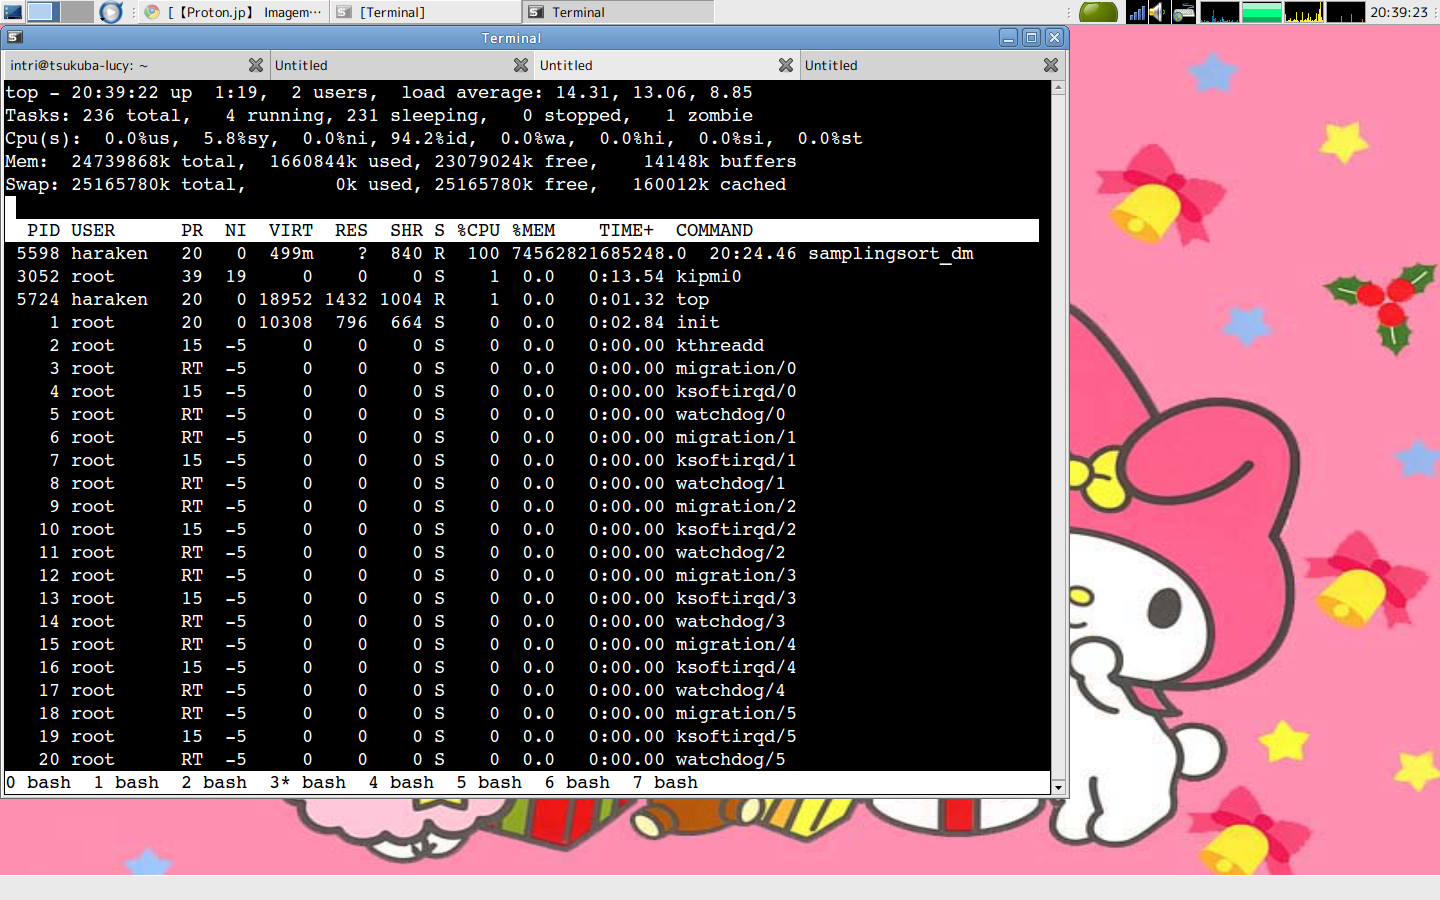 [ 【Proton.jp】 Imagem…
[Terminal]
Terminal
20:39:23
Terminal
intri@tsukuba-lucy: ~
Untitled
Untitled
Untitled
top - 20:39:22 up  1:19,  2 users,  load average: 14.31, 13.06, 8.85
Tasks: 236 total,   4 running, 231 sleeping,   0 stopped,   1 zombie
Cpu(s):  0.0%us,  5.8%sy,  0.0%ni, 94.2%id,  0.0%wa,  0.0%hi,  0.0%si,  0.0%st
Mem:  24739868k total,  1660844k used, 23079024k free,    14148k buffers
Swap: 25165780k total,        0k used, 25165780k free,   160012k cached
PID USER      PR  NI  VIRT  RES  SHR S %CPU %MEM    TIME+  COMMAND
5598 haraken   20   0  499m    ?  840 R  100 74562821685248.0  20:24.46 samplingsort_dm
3052 root      39  19     0    0    0 S    1  0.0   0:13.54 kipmi0
5724 haraken   20   0 18952 1432 1004 R    1  0.0   0:01.32 top
1 root      20   0 10308  796  664 S    0  0.0   0:02.84 init
2 root      15  -5     0    0    0 S    0  0.0   0:00.00 kthreadd
3 root      RT  -5     0    0    0 S    0  0.0   0:00.00 migration/0
4 root      15  -5     0    0    0 S    0  0.0   0:00.00 ksoftirqd/0
5 root      RT  -5     0    0    0 S    0  0.0   0:00.00 watchdog/0
6 root      RT  -5     0    0    0 S    0  0.0   0:00.00 migration/1
7 root      15  -5     0    0    0 S    0  0.0   0:00.00 ksoftirqd/1
8 root      RT  -5     0    0    0 S    0  0.0   0:00.00 watchdog/1
9 root      RT  -5     0    0    0 S    0  0.0   0:00.00 migration/2
10 root      15  -5     0    0    0 S    0  0.0   0:00.00 ksoftirqd/2
11 root      RT  -5     0    0    0 S    0  0.0   0:00.00 watchdog/2
12 root      RT  -5     0    0    0 S    0  0.0   0:00.00 migration/3
13 root      15  -5     0    0    0 S    0  0.0   0:00.00 ksoftirqd/3
14 root      RT  -5     0    0    0 S    0  0.0   0:00.00 watchdog/3
15 root      RT  -5     0    0    0 S    0  0.0   0:00.00 migration/4
16 root      15  -5     0    0    0 S    0  0.0   0:00.00 ksoftirqd/4
17 root      RT  -5     0    0    0 S    0  0.0   0:00.00 watchdog/4
18 root      RT  -5     0    0    0 S    0  0.0   0:00.00 migration/5
19 root      15  -5     0    0    0 S    0  0.0   0:00.00 ksoftirqd/5
20 root      RT  -5     0    0    0 S    0  0.0   0:00.00 watchdog/5
0 bash  1 bash  2 bash  3* bash  4 bash  5 bash  6 bash  7 bash